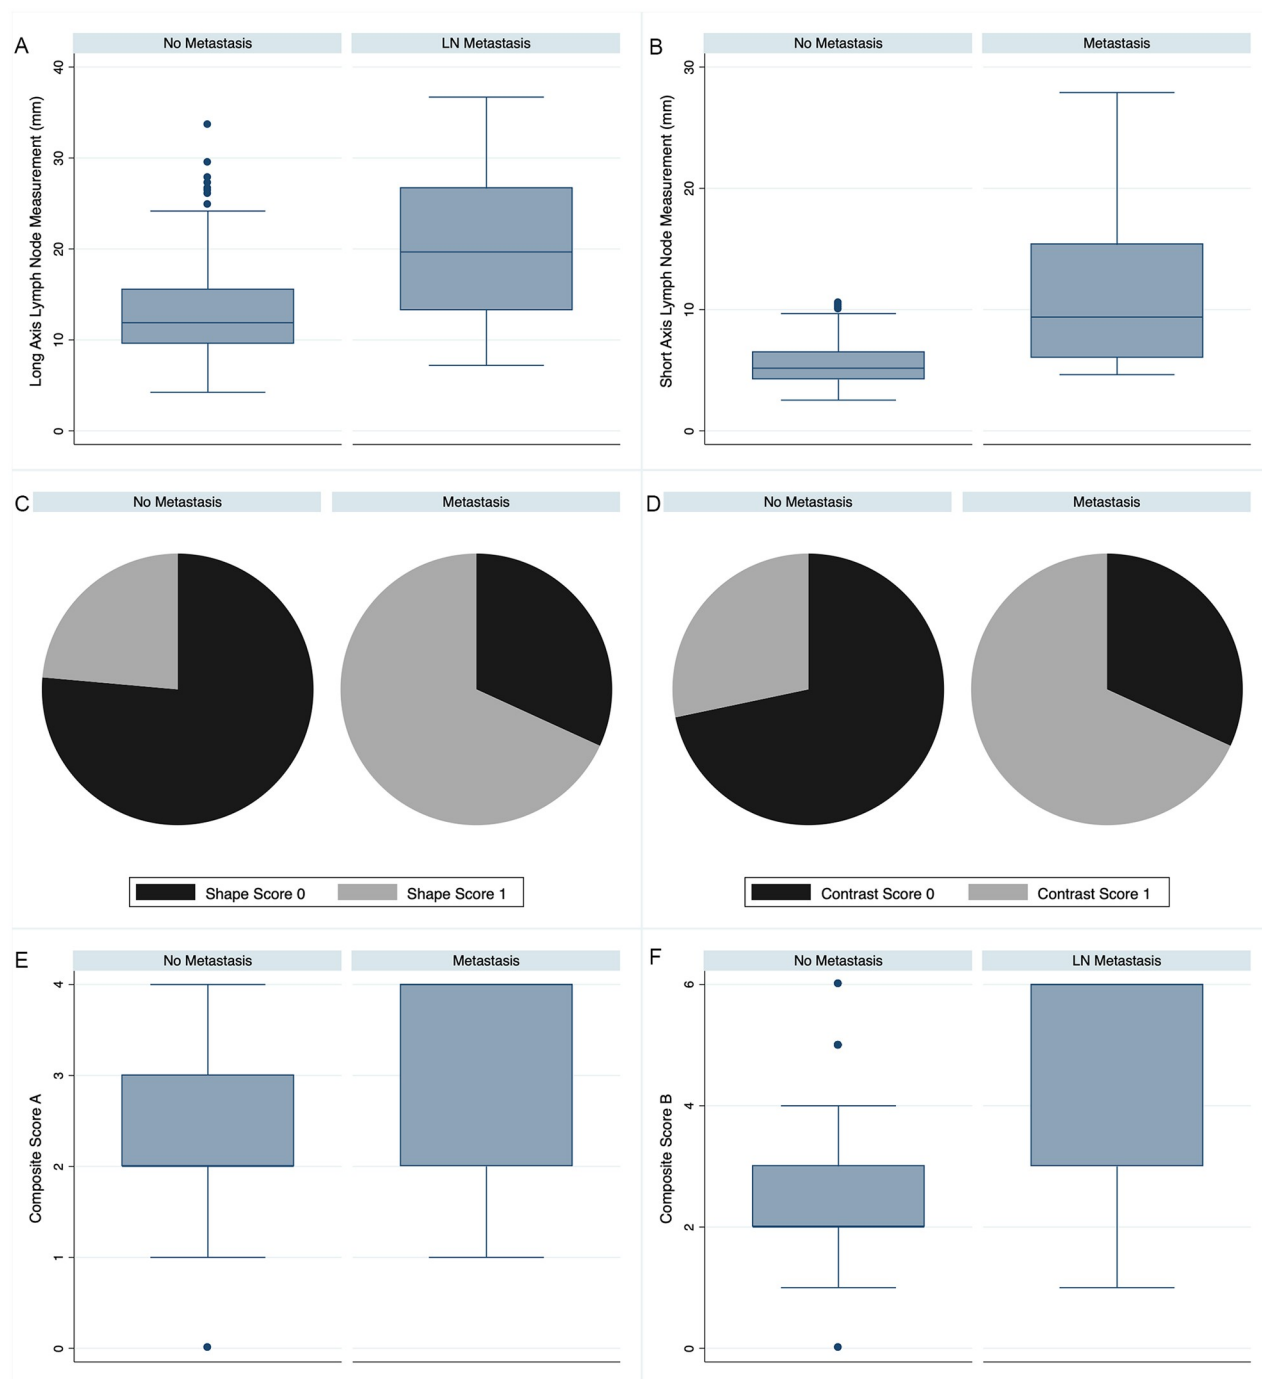 A
No Metastasis
LN Metastasis
Long Axis Lymph Node Measurement (mm)
40
30
20
10
0
B
No Metastasis
Metastasis
Short Axis Lymph Node Measurement (mm)
30
20
10
0
C
No Metastasis
Metastasis
Shape Score 0
Shape Score 1
D
No Metastasis
Metastasis
Contrast Score 0
Contrast Score 1
E
No Metastasis
Metastasis
Composite Score A
4
3
2
1
0
F
No Metastasis
LN Metastasis
Composite Score B
6
4
2
0